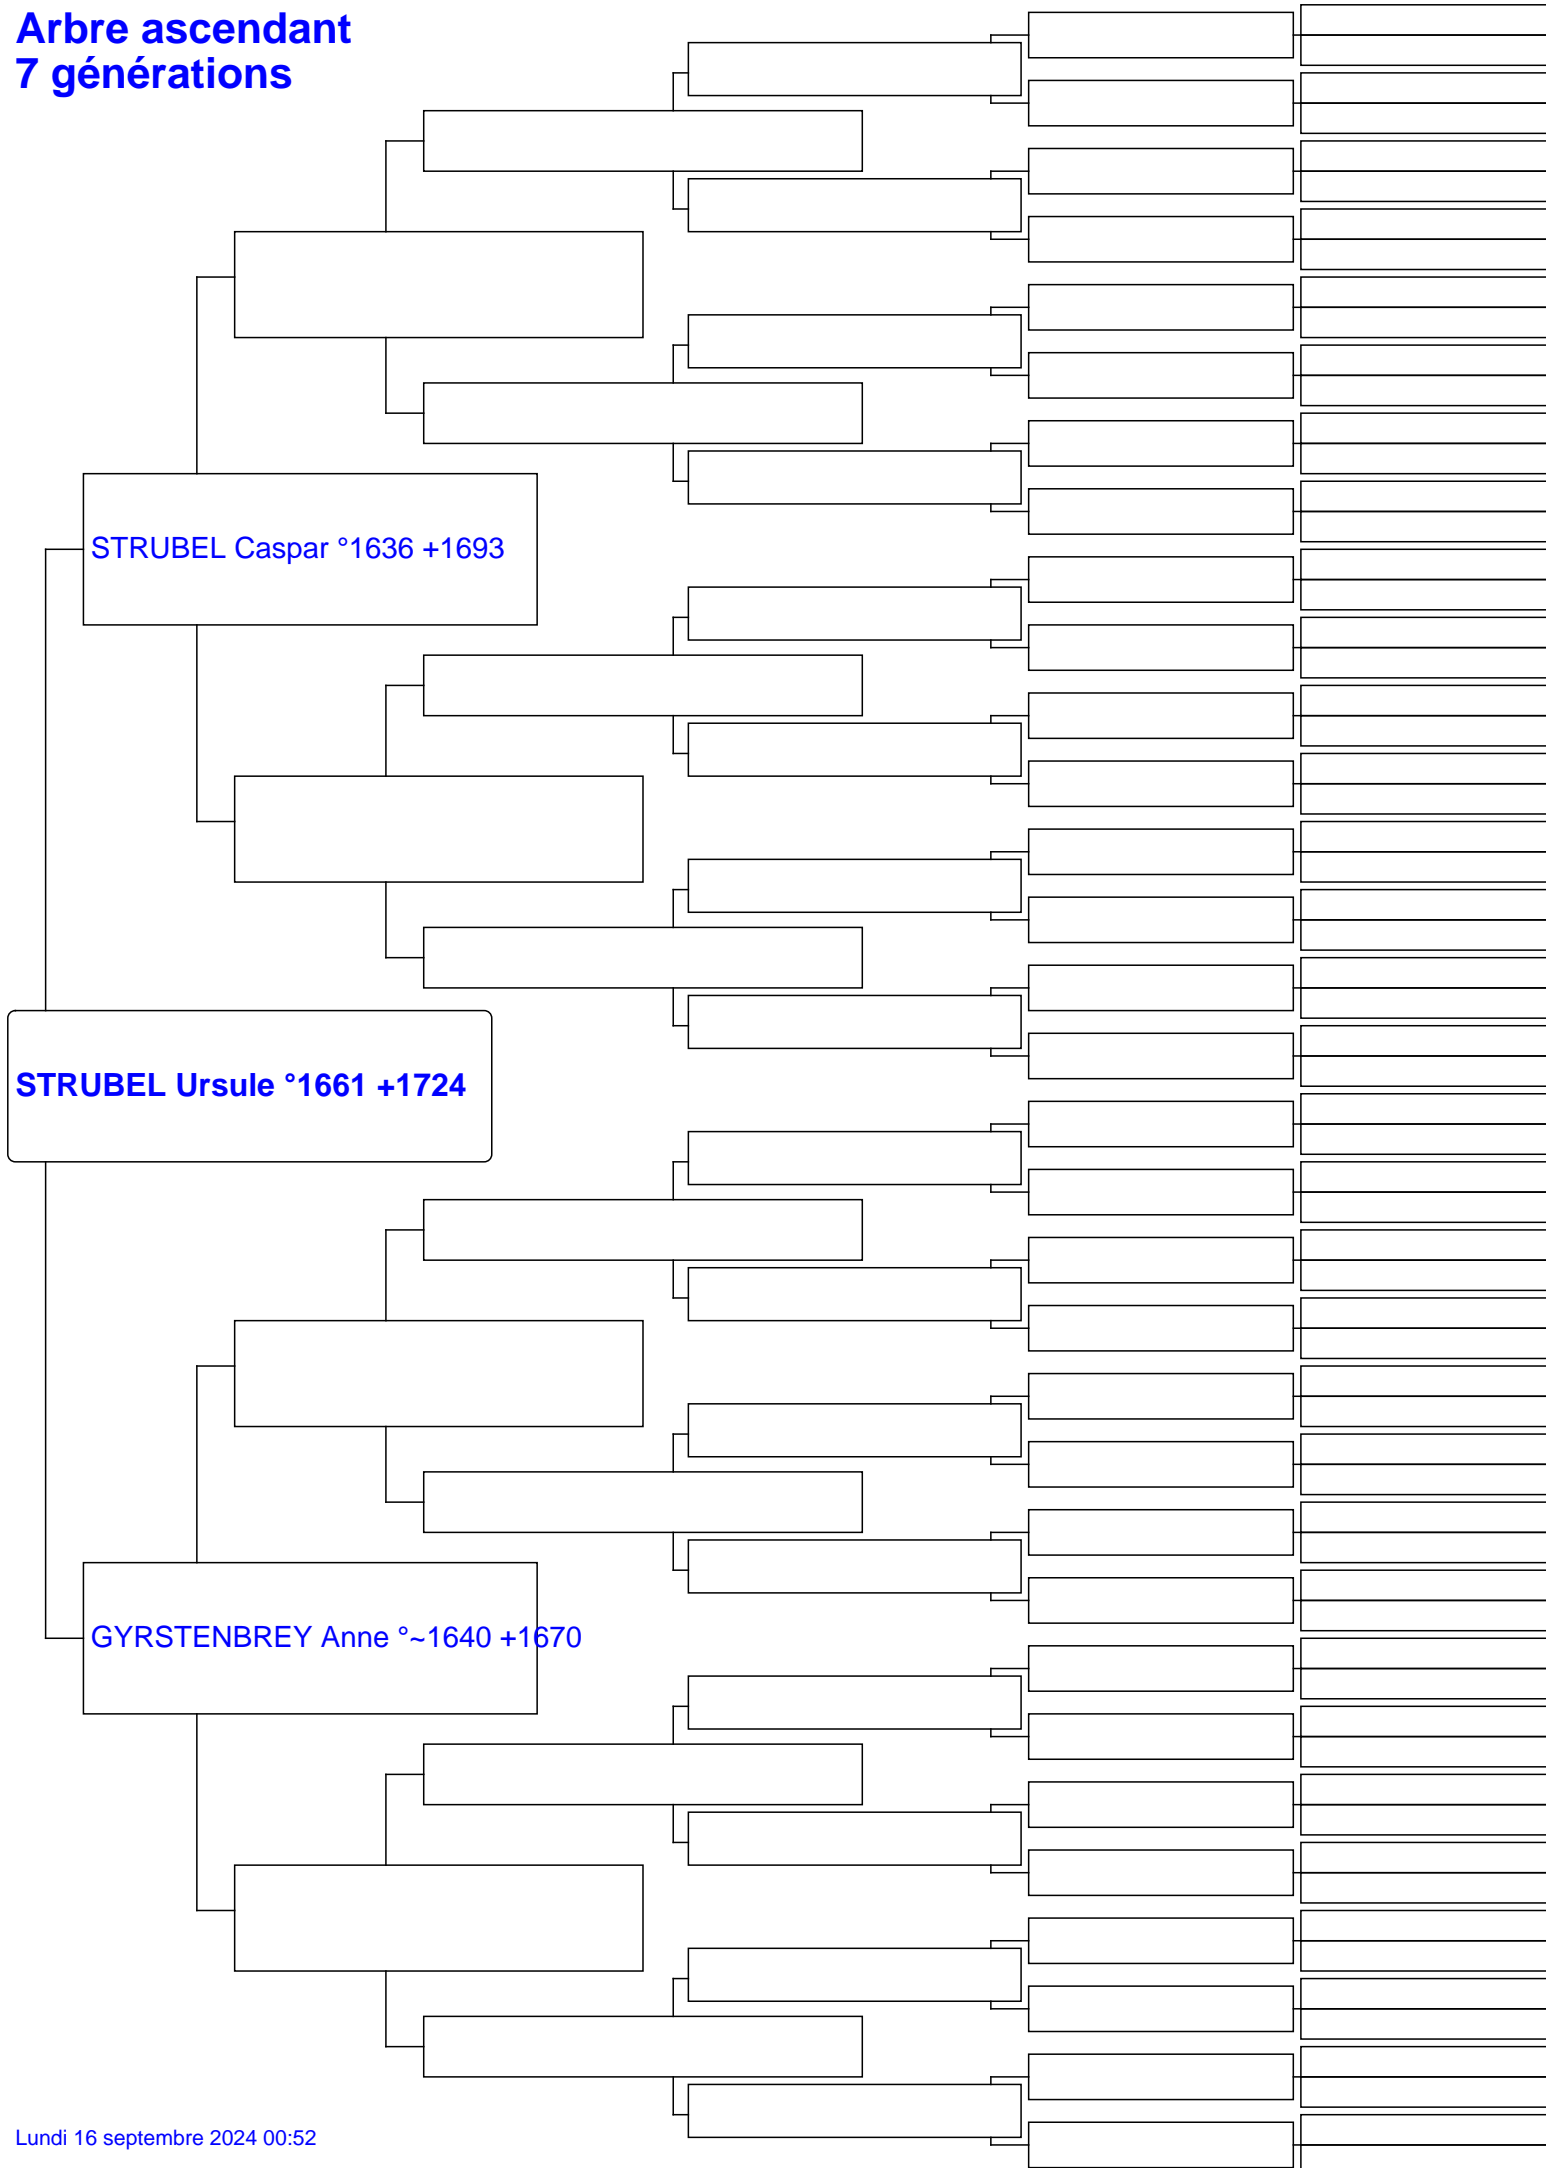 Arbre ascendant
7 générations
STRUBEL Caspar °1636 +1693
STRUBEL Ursule °1661 +1724
GYRSTENBREY Anne °~1640 +1670
Lundi 16 septembre 2024 00:52